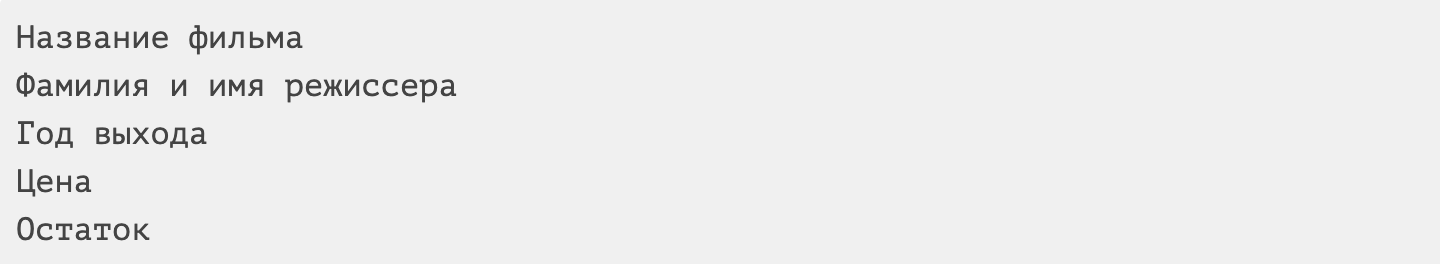 Название фильма
Фамилия и имя режиссера
Год выхода
Цена
Остаток